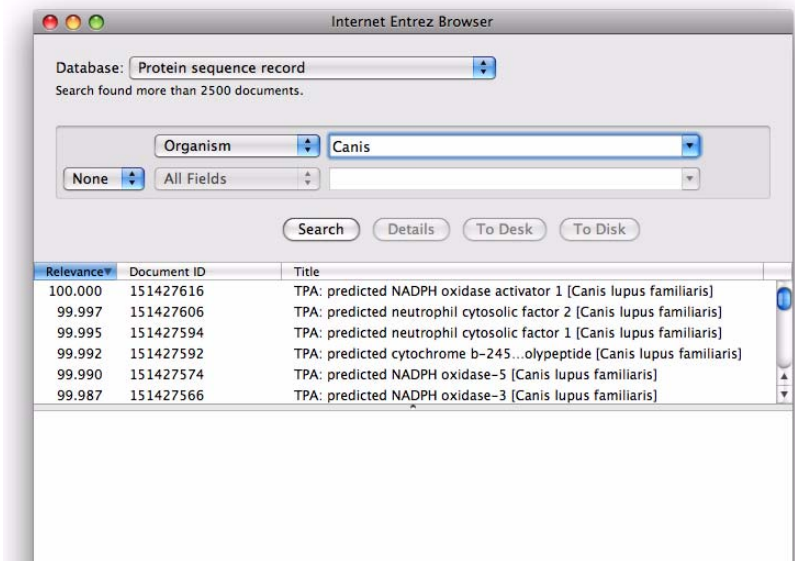 Internet Entrez Browser
Database: Protein sequence record
Search found more than 2500 documents.
Organism Canis
None All Fields
Search Details To Desk To Disk
Relevance Document ID Title
100.000 151427616 TPA: predicted NADPH oxidase activator 1 [Canis lupus familiaris]
99.997 151427606 TPA: predicted neutrophil cytosolic factor 2 [Canis lupus familiaris]
99.995 151427594 TPA: predicted neutrophil cytosolic factor 1 [Canis lupus familiaris]
99.992 151427592 TPA: predicted cytochrome b-245...olypeptide [Canis lupus familiaris]
99.990 151427574 TPA: predicted NADPH oxidase-5 [Canis lupus familiaris]
99.987 151427566 TPA: predicted NADPH oxidase-3 [Canis lupus familiaris]